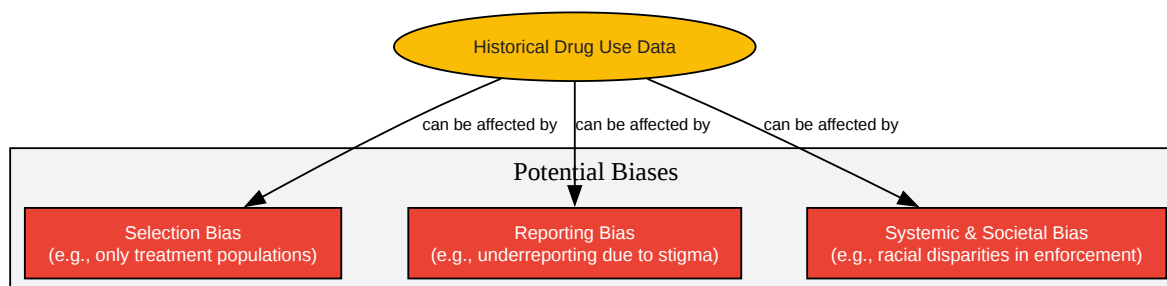 Historical Drug Use Data
can be affected by
can be affected by
can be affected by
Potential Biases
Selection Bias
(e.g., only treatment populations)
Reporting Bias
(e.g., underreporting due to stigma)
Systemic & Societal Bias
(e.g., racial disparities in enforcement)